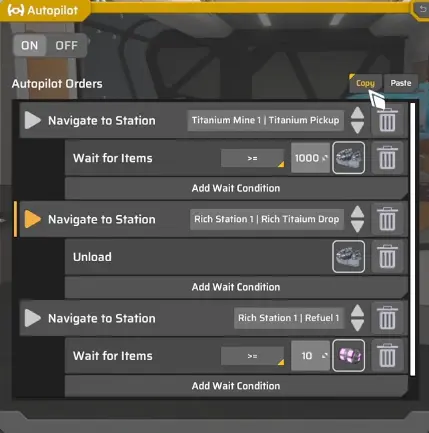 Autopilot
ON OFF
Autopilot Orders Copy Paste
Navigate to Station Titanium Mine 1 | Titanium Pickup
Wait for Items >= 1000
Add Wait Condition
Navigate to Station Rich Station 1 | Rich Titaium Drop
Unload
Add Wait Condition
Navigate to Station Rich Station 1 | Refuel 1
Wait for Items >= 10
Add Wait Condition